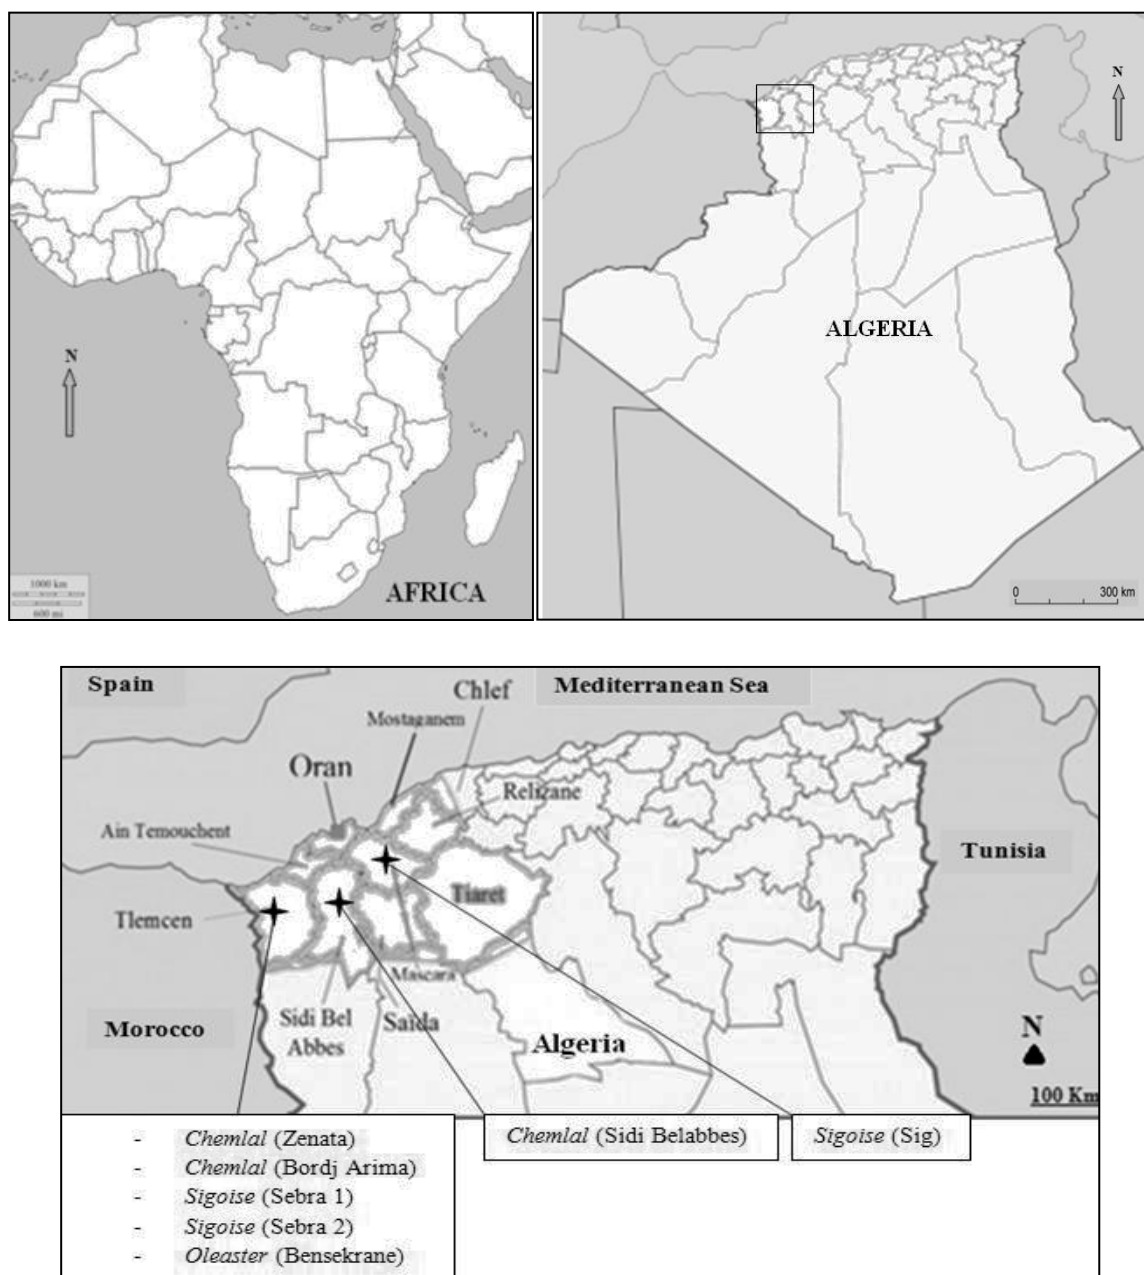 N
1000 km
600 mi
AFRICA
N
ALGERIA
0 300 km
Spain
Chlef
Mediterranean Sea
Mostaganem
Oran
Relizane
Ain Temouchent
Tunisia
Tiaret
Tlemcen
Mascara
Morocco
Sidi Bel
Abbes
Saïda
Algeria
N
100 Km
- Chemlal (Zenata)
- Chemlal (Bordj Arima)
- Sigoise (Sebra 1)
- Sigoise (Sebra 2)
- Oleaster (Bensekrane)
Chemlal (Sidi Belabbes)
Sigoise (Sig)